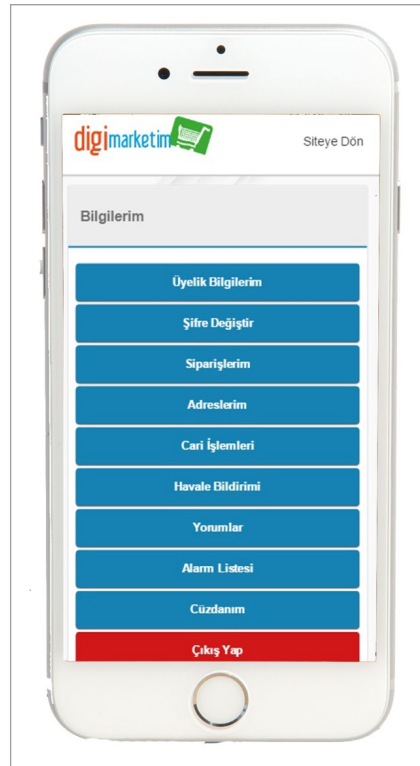 digimarketim
Siteye Dön
Bilgilerim
Üyelik Bilgilerim
Şifre Değiştir
Siparişlerim
Adreslerim
Cari İşlemleri
Havale Bildirimi
Yorumlar
Alarm Listesi
Cüzdanım
Çıkış Yap